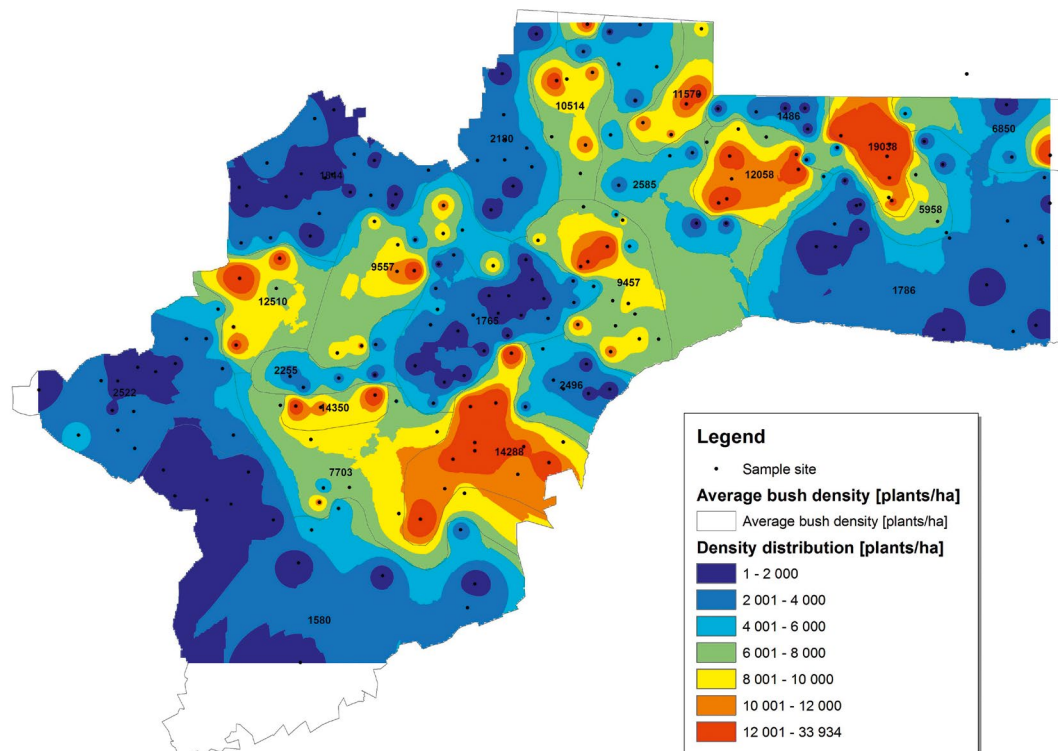 10514
11579
1486
6850
2180
19038
1944
2585
12058
5958
9557
9457
12510
1786
1765
2255
2496
2522
14350
14288
7703
1580
Legend
Sample site
Average bush density [plants/ha]
Average bush density [plants/ha]
Density distribution [plants/ha]
1 - 2 000
2 001 - 4 000
4 001 - 6 000
6 001 - 8 000
8 001 - 10 000
10 001 - 12 000
12 001 - 33 934